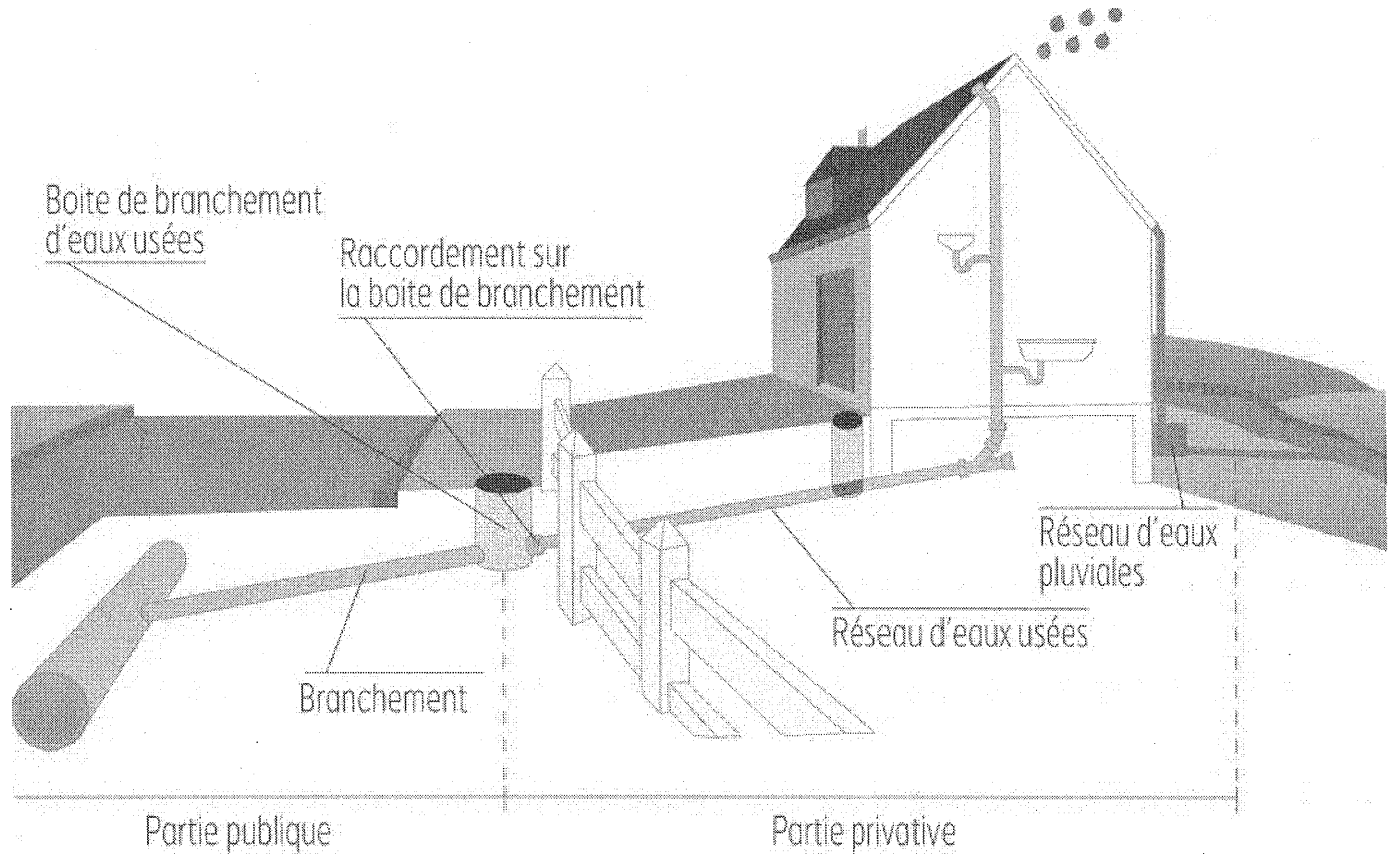 Boite de branchement
d'eaux usées
Raccordement sur
la boite de branchement
Réseau d'eaux
pluviales
Réseau d'eaux usées
Branchement
Partie publique
Partie privative